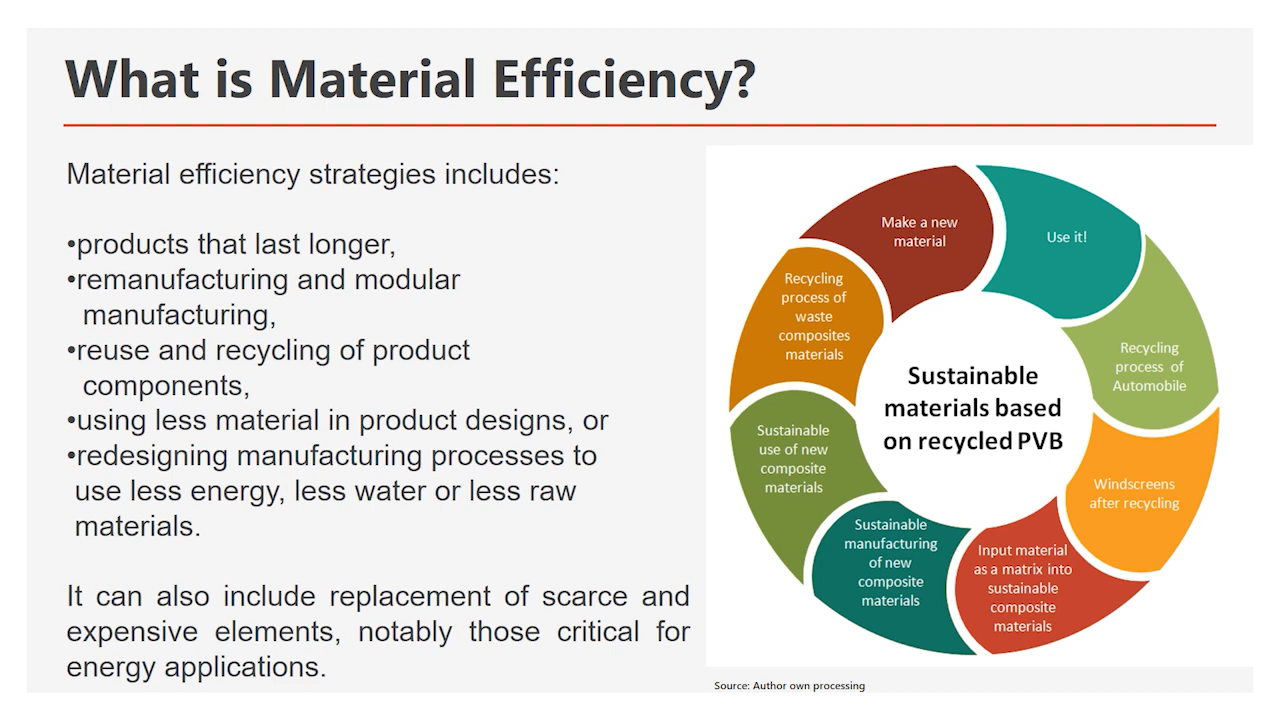 What is Material Efficiency?
Material efficiency strategies includes:
•products that last longer,
•remanufacturing and modular
manufacturing,
•reuse and recycling of product
components,
•using less material in product designs, or
•redesigning manufacturing processes to
use less energy, less water or less raw
materials.
It can also include replacement of scarce and
expensive elements, notably those critical for
energy applications.
Sustainable
materials based
on recycled PVB
Use it!
Recycling
process of
Automobile
Windscreens
after recycling
Input material
as a matrix into
sustainable
composite
materials
Sustainable
manufacturing
of new
composite
materials
Sustainable
use of new
composite
materials
Recycling
process of
waste
composites
materials
Make a new
material
Source: Author own processing